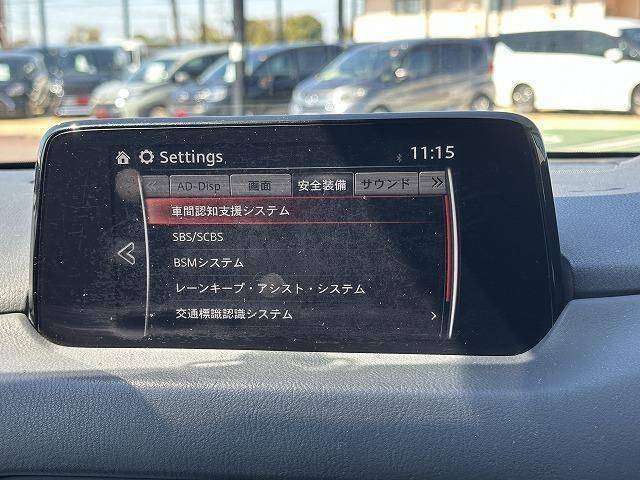 Settings 11:15
AD-Disp 画面 安全装備 サウンド
車間認知支援システム
SBS/SCBS
BSMシステム
レーンキープ・アシスト・システム
交通標識認識システム